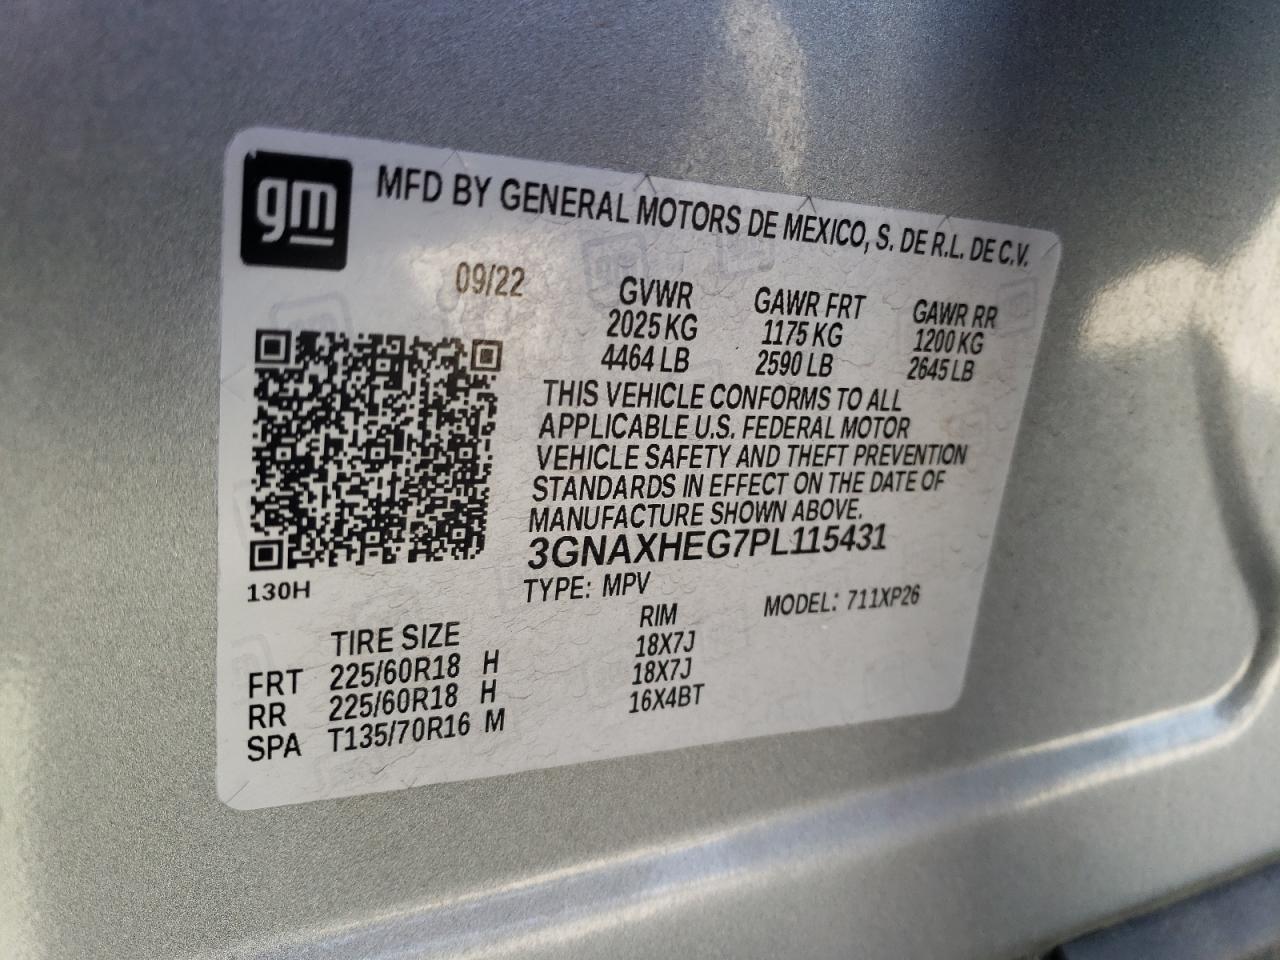 gm
MFD BY GENERAL MOTORS DE MEXICO, S. DE R.L. DE C.V.
09/22
GVWR GAWR FRT GAWR RR
2025 KG 1175 KG 1200 KG
4464 LB 2590 LB 2645 LB
THIS VEHICLE CONFORMS TO ALL
APPLICABLE U.S. FEDERAL MOTOR
VEHICLE SAFETY AND THEFT PREVENTION
STANDARDS IN EFFECT ON THE DATE OF
MANUFACTURE SHOWN ABOVE.
3GNAXHEG7PL115431
130H
TYPE: MPV MODEL: 711XP26
TIRE SIZE RIM
FRT 225/60R18 H 18X7J
RR 225/60R18 H 18X7J
SPA T135/70R16 M 16X4BT